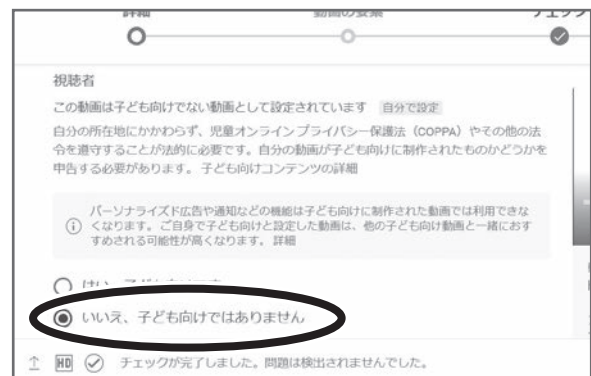 詳細 動画の要素 チェック
視聴者
この動画は子ども向けでない動画として設定されています 自分で設定
自分の所在地にかかわらず、児童オンラインプライバシー保護法（COPPA）やその他の法
令を遵守することが法的に必要です。自分の動画が子ども向けに制作されたものかどうかを
申告する必要があります。子ども向けコンテンツの詳細
パーソナライズド広告や通知などの機能は子ども向けに制作された動画では利用できな
くなります。ご自身で子ども向けと設定した動画は、他の子ども向け動画と一緒におす
すめされる可能性が高くなります。詳細
いいえ、子ども向けではありません
HD チェックが完了しました。問題は検出されませんでした。